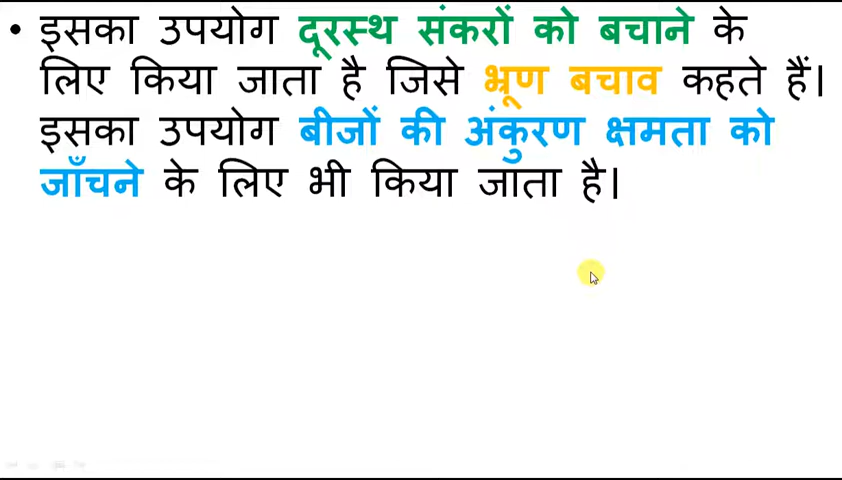 • इसका उपयोग दूरस्थ संकरों को बचाने के
लिए किया जाता है जिसे भ्रूण बचाव कहते हैं।
इसका उपयोग बीजों की अंकुरण क्षमता को
जाँचने के लिए भी किया जाता है।